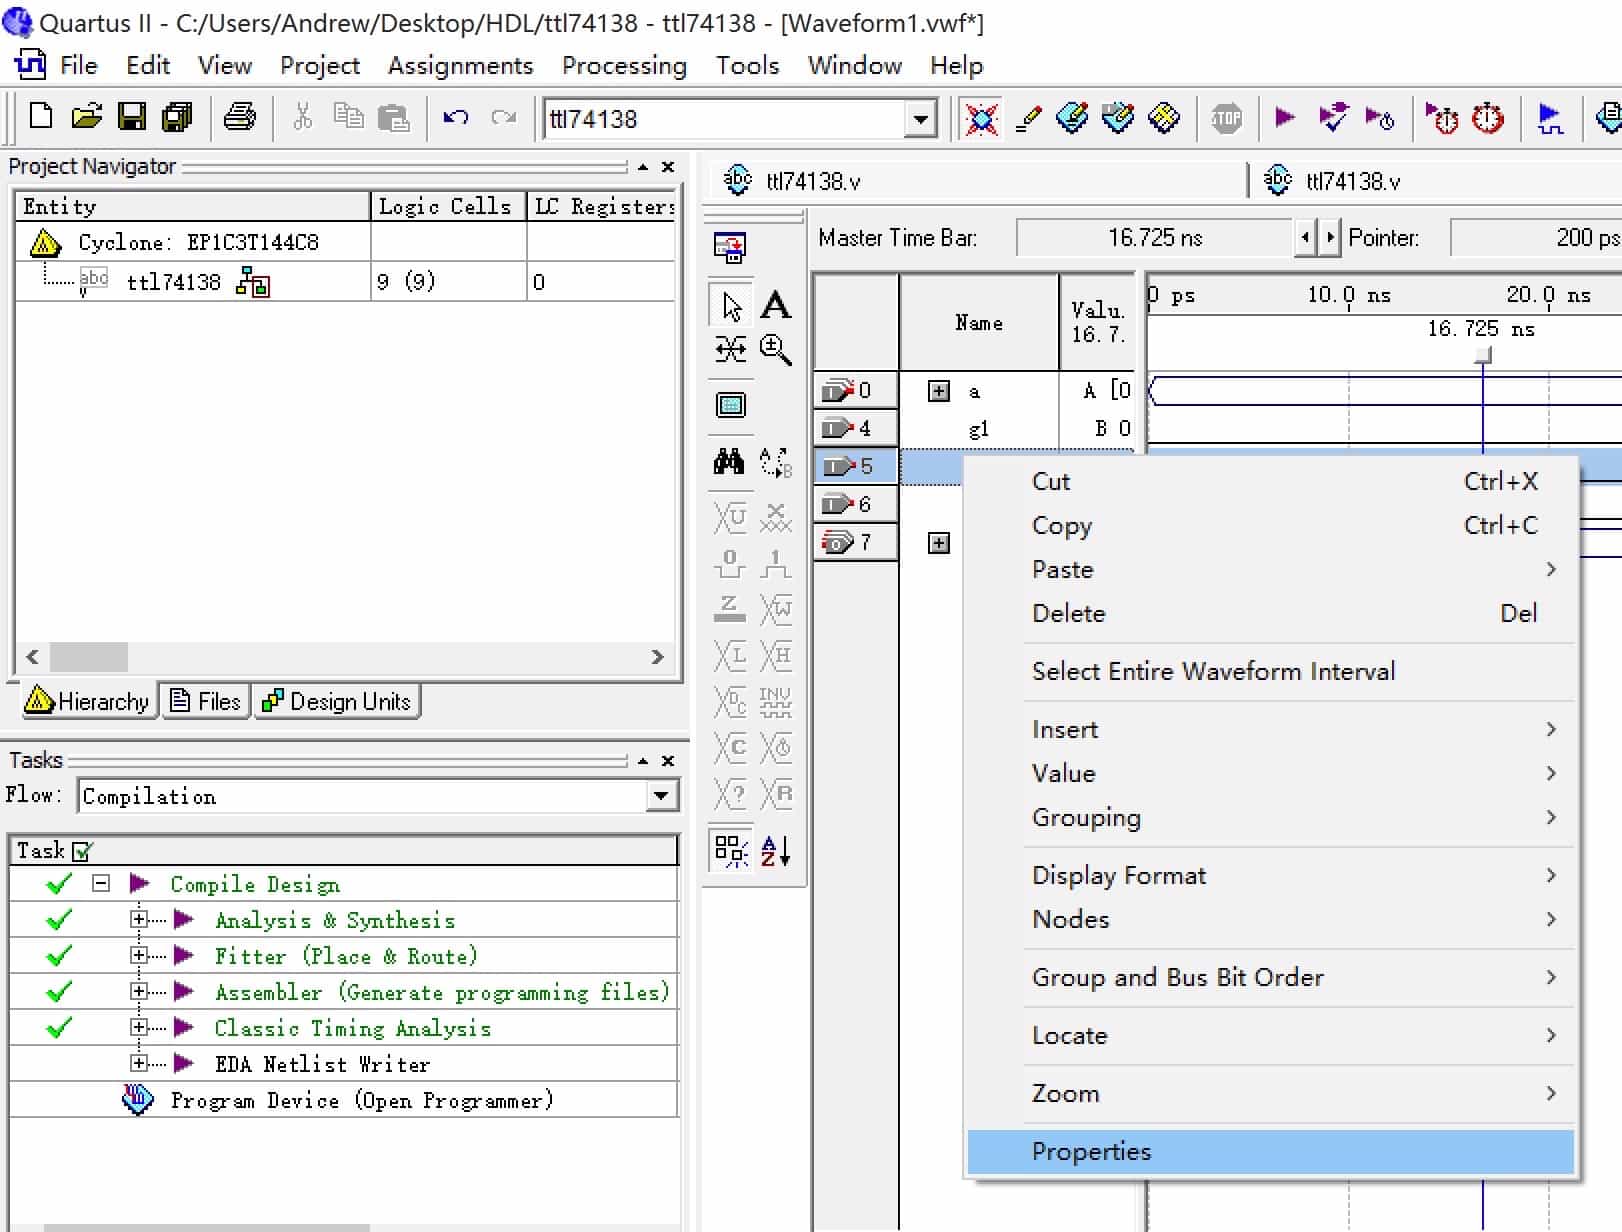 Quartus II - C:/Users/Andrew/Desktop/HDL/ttl74138 - ttl74138 - [Waveform1.vwf*]
File Edit View Project Assignments Processing Tools Window Help
ttl74138
STOP
Project Navigator
Entity Logic Cells LC Registers
Cyclone: EP1C3T144C8
abc ttl74138 9 (9) 0
Hierarchy Files Design Units
Tasks
Flow: Compilation
Task
Compile Design
Analysis & Synthesis
Fitter (Place & Route)
Assembler (Generate programming files)
Classic Timing Analysis
EDA Netlist Writer
Program Device (Open Programmer)
abc ttl74138.v abc ttl74138.v
Master Time Bar: 16.725 ns Pointer: 200 ps
Name Valu. 16.7.
0 ps 10.0 ns 20.0 ns
16.725 ns
0 a A [0
4 g1 B 0
5
6
7
Cut Ctrl+X
Copy Ctrl+C
Paste
Delete Del
Select Entire Waveform Interval
Insert
Value
Grouping
Display Format
Nodes
Group and Bus Bit Order
Locate
Zoom
Properties